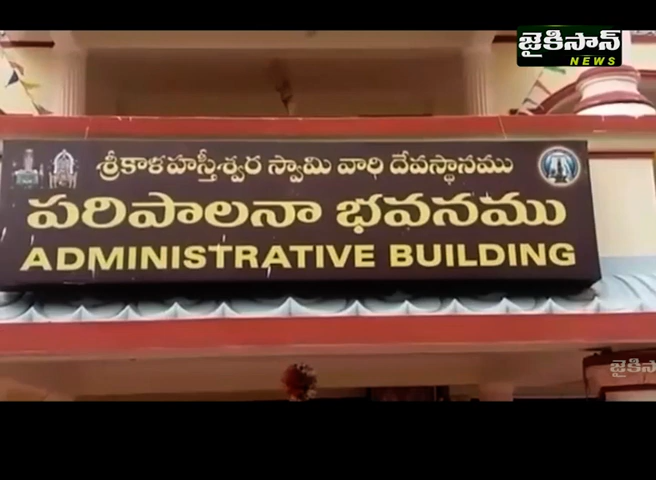 జైకిసాన్
NEWS
శ్రీకాళహస్తీశ్వర స్వామి వారి దేవస్థానము
పరిపాలనా భవనము
ADMINISTRATIVE BUILDING
జైకిసా